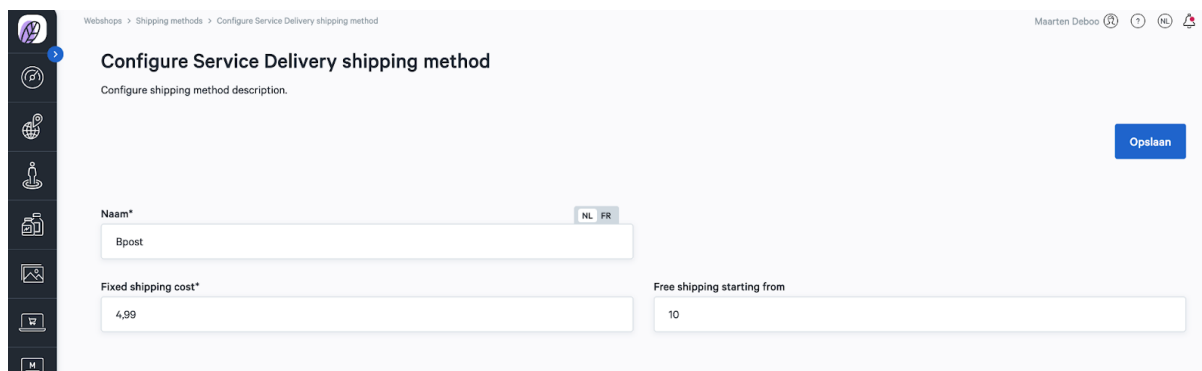 Webshops > Shipping methods > Configure Service Delivery shipping method
Maarten Deboo ? NL
Configure Service Delivery shipping method
Configure shipping method description.
Opslaan
Naam*
NL FR
Bpost
Fixed shipping cost*
Free shipping starting from
4,99
10
M